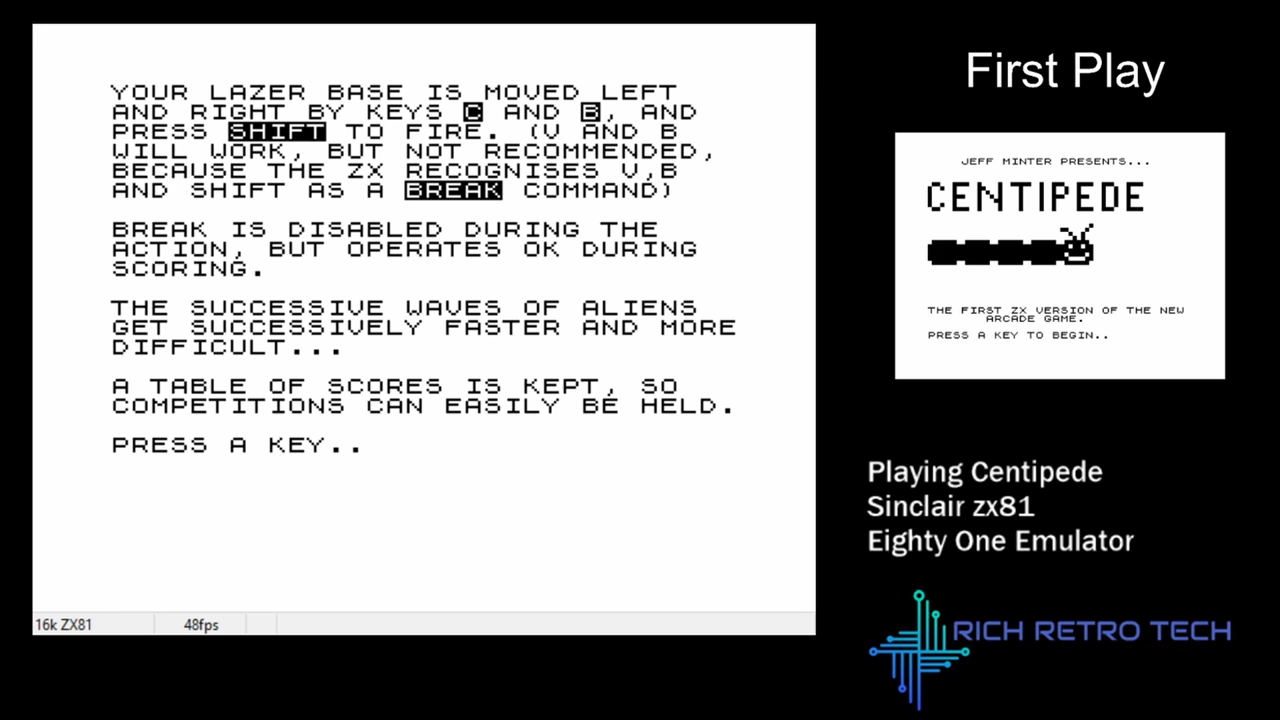 YOUR LAZER BASE IS MOVED LEFT
AND RIGHT BY KEYS C AND B, AND
PRESS SHIFT TO FIRE. (V AND B
WILL WORK, BUT NOT RECOMMENDED,
BECAUSE THE ZX RECOGNISES V,B
AND SHIFT AS A BREAK COMMAND)
BREAK IS DISABLED DURING THE
ACTION, BUT OPERATES OK DURING
SCORING.
THE SUCCESSIVE WAVES OF ALIENS
GET SUCCESSIVELY FASTER AND MORE
DIFFICULT...
A TABLE OF SCORES IS KEPT, SO
COMPETITIONS CAN EASILY BE HELD.
PRESS A KEY..
16k ZX81 48fps
First Play
JEFF MINTER PRESENTS...
CENTIPEDE
THE FIRST ZX VERSION OF THE NEW
ARCADE GAME.
PRESS A KEY TO BEGIN..
Playing Centipede
Sinclair zx81
Eighty One Emulator
RICH RETRO TECH